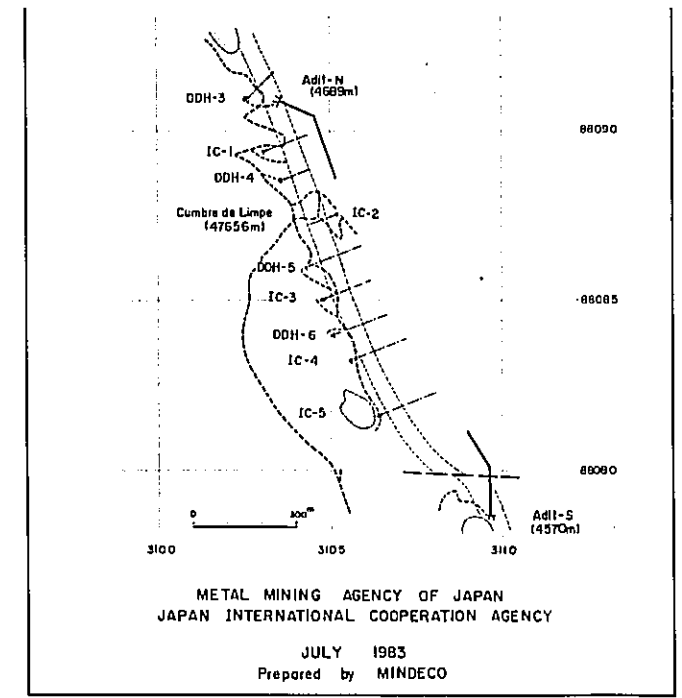 Adit-N
(4689m)
DDH-3
88090
IC-1
DDH-4
Cumbre de Limpe
(47656m)
IC-2
DDH-5
IC-3
88085
DDH-6
IC-4
IC-5
88080
0
300m
Adit-S
(4570m)
3100
3105
3110
METAL MINING AGENCY OF JAPAN
JAPAN INTERNATIONAL COOPERATION AGENCY
JULY 1983
Prepared by MINDECO